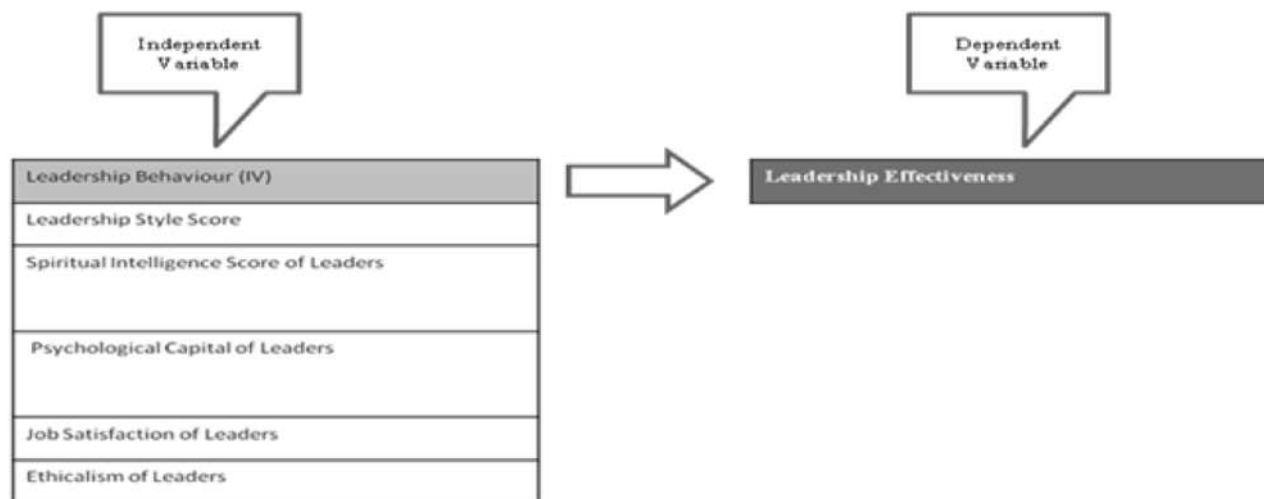 Independent
Variable
Dependent
Variable
Leadership Behaviour (IV)
Leadership Effectiveness
Leadership Style Score
Spiritual Intelligence Score of Leaders
Psychological Capital of Leaders
Job Satisfaction of Leaders
Ethicalism of Leaders